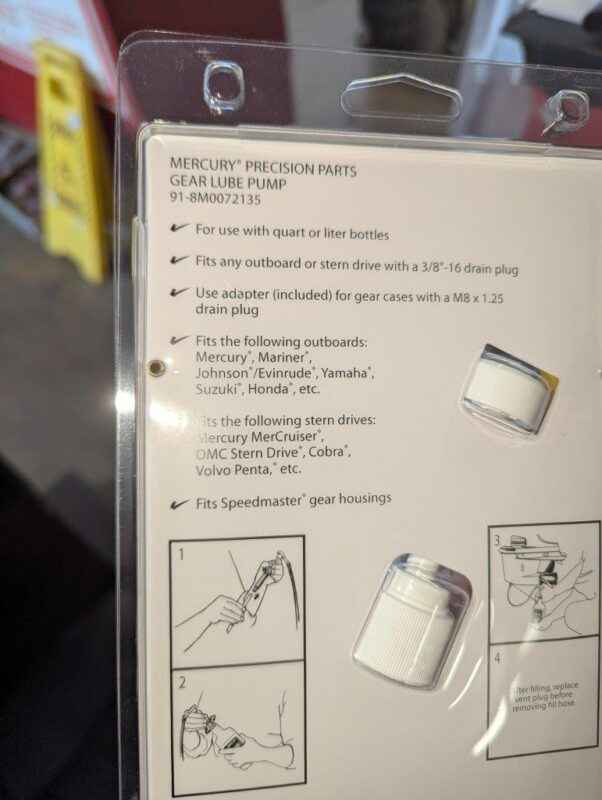 MERCURY® PRECISION PARTS
GEAR LUBE PUMP
91-8M0072135
For use with quart or liter bottles
Fits any outboard or stern drive with a 3/8"-16 drain plug
Use adapter (included) for gear cases with a M8 x 1.25
drain plug
Fits the following outboards:
Mercury®, Mariner®,
Johnson®/Evinrude®, Yamaha®,
Suzuki®, Honda®, etc.
its the following stern drives:
Mercury MerCruiser®,
OMC Stern Drive®, Cobra®,
Volvo Penta,® etc.
Fits Speedmaster® gear housings
1
2
3
4
After filling, replace
vent plug before
removing fill hose.